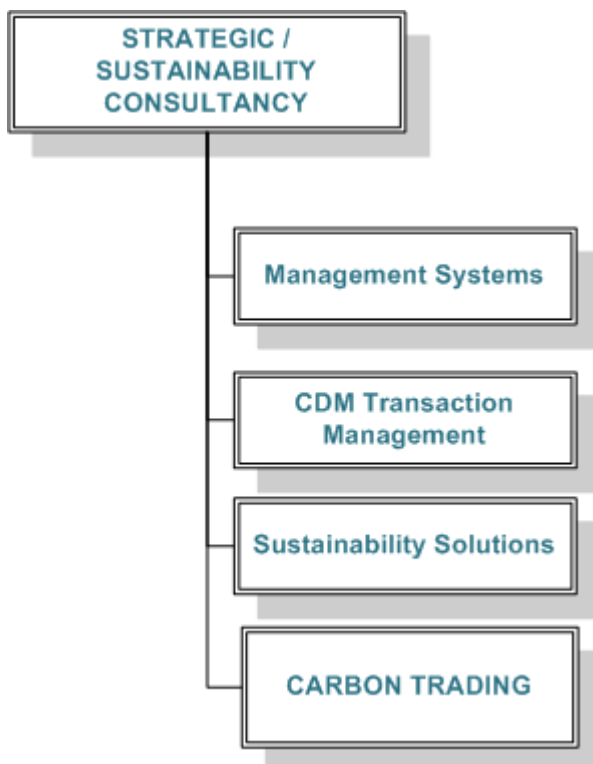 STRATEGIC /
SUSTAINABILITY
CONSULTANCY
Management Systems
CDM Transaction
Management
Sustainability Solutions
CARBON TRADING